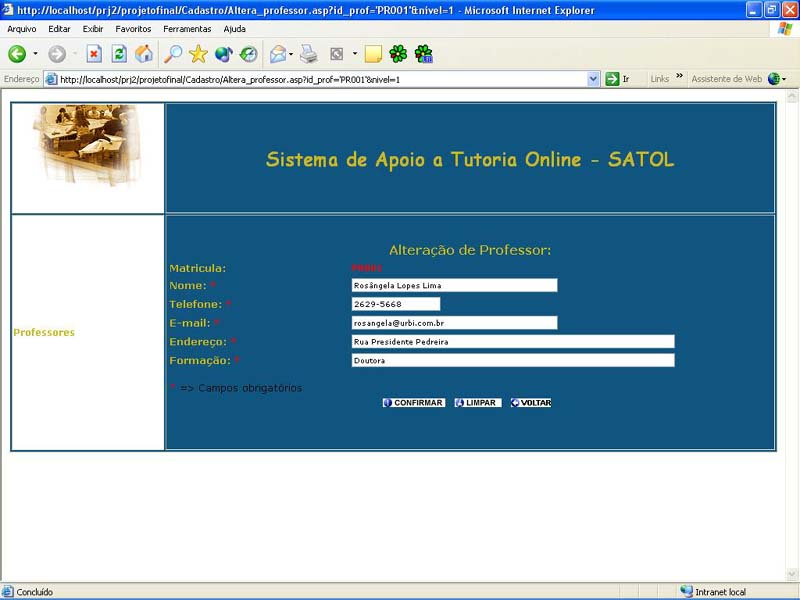 http://localhost/prj2/projetofinal/Cadastro/Altera_professor.asp?id_prof='PR001'&nivel=1 - Microsoft Internet Explorer
Arquivo Editar Exibir Favoritos Ferramentas Ajuda
Endereço http://localhost/prj2/projetofinal/Cadastro/Altera_professor.asp?id_prof='PR001'&nivel=1 Ir Links » Assistente de Web
Sistema de Apoio a Tutoria Online - SATOL
Alteração de Professor:
Matricula: PR001
Nome: * Rosângela Lopes Lima
Telefone: * 2629-5668
E-mail: * rosangela@urbi.com.br
Professores
Endereço: * Rua Presidente Pedreira
Formação: * Doutora
* => Campos obrigatórios
CONFIRMAR LIMPAR VOLTAR
Concluído Intranet local